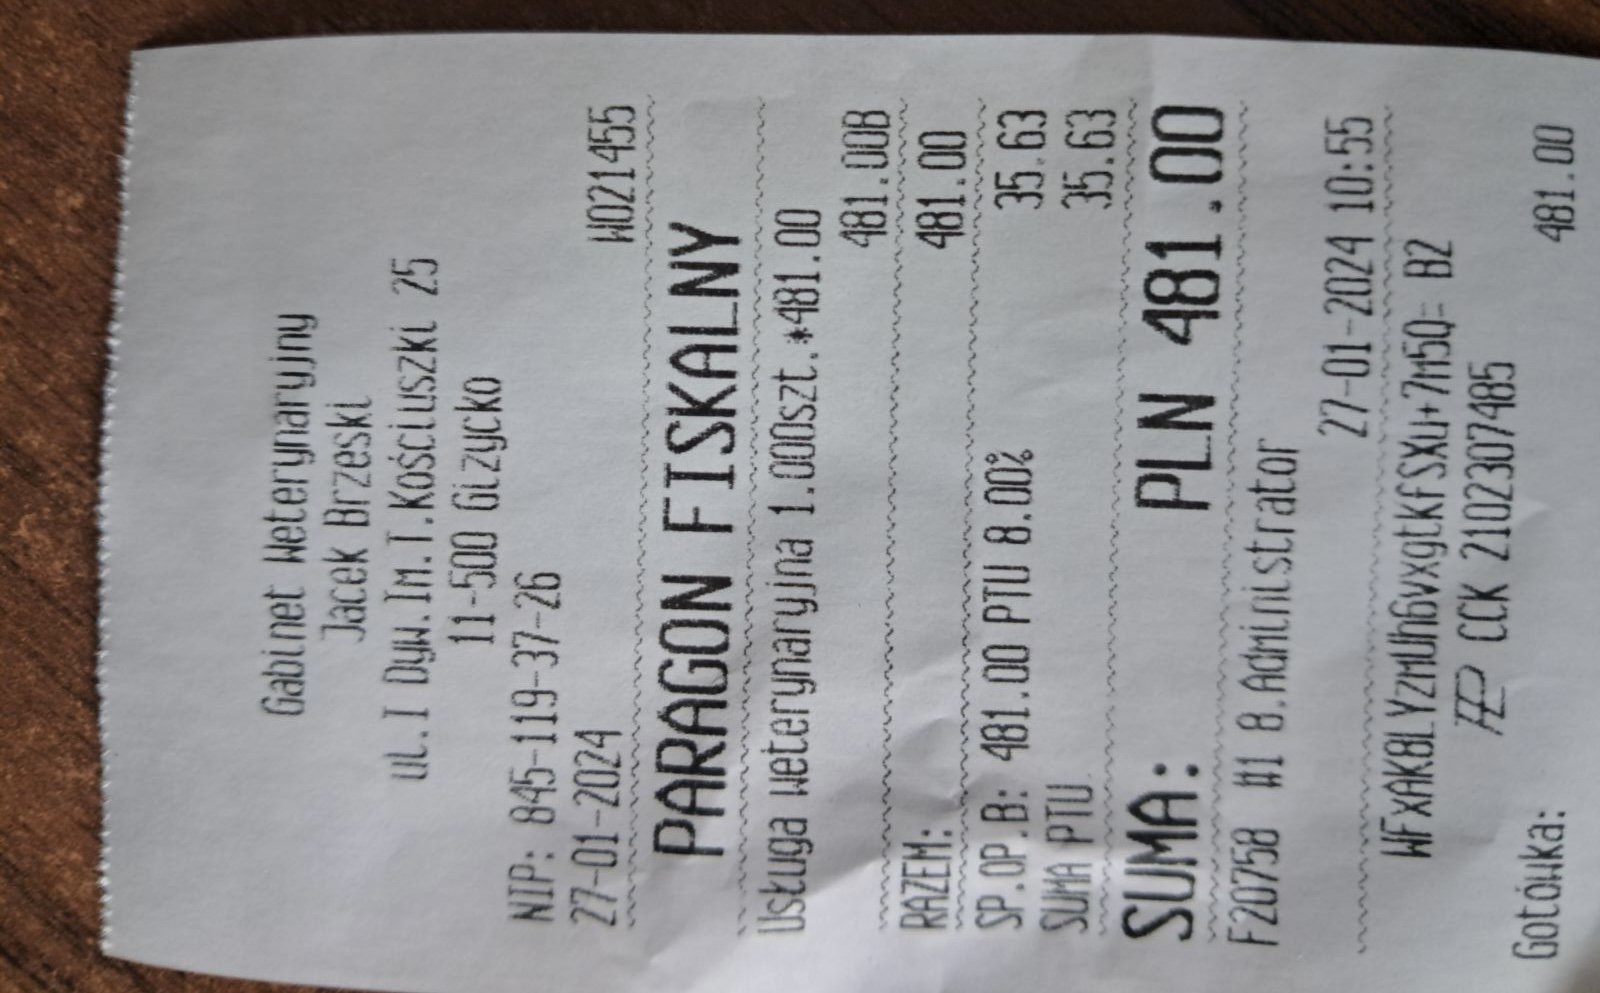 Gabinet Weterynaryjny
Jacek Brzeski
ul.I Dyw.Im.T.Kościuszki 25
11-500 Giżycko
NIP: 845-119-37-26
27-01-2024 W021455
PARAGON FISKALNY
Usługa weterynaryjna 1.000szt.*481.00
481.00B
RAZEM: 481.00
SP.OP.B: 481.00 PTU 8.00% 35.63
SUMA PTU 35.63
SUMA: PLN 481.00
F20758 #1 8.Administrator
27-01-2024 10:55
WFxAK8LYzmUh6vxgtKfSXu+7m5Q= B2
CCK 2102307485
Gotówka: 481.00